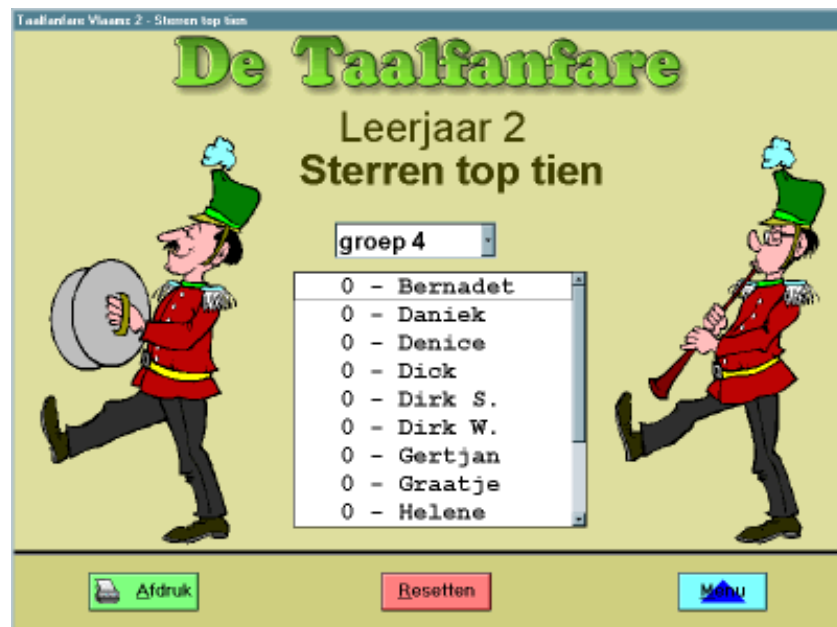 Taalfanfare Vlaams 2 - Sterren top tien
De Taalfanfare
Leerjaar 2
Sterren top tien
groep 4
0 - Bernadet
0 - Daniek
0 - Denice
0 - Dick
0 - Dirk S.
0 - Dirk W.
0 - Gertjan
0 - Graatje
0 - Helene
Afdruk
Resetten
Menu